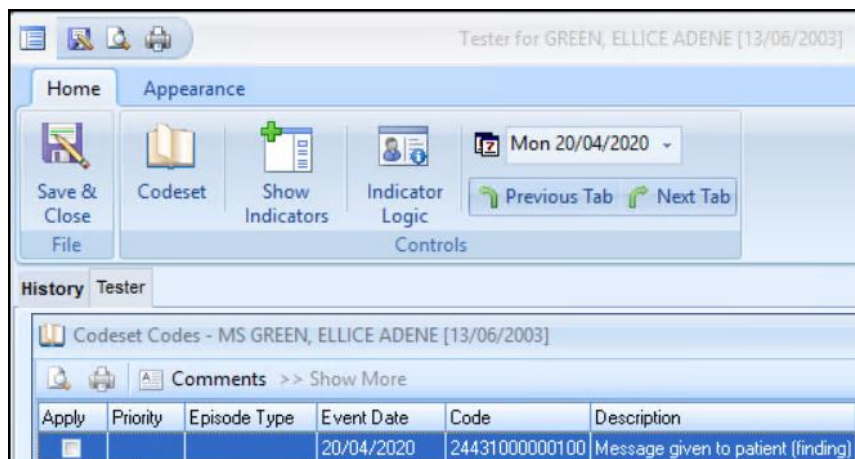 Tester for GREEN, ELLICE ADENE [13/06/2003]
Home Appearance
Save & Close
Codeset
Show Indicators
Indicator Logic
7 Mon 20/04/2020
Previous Tab Next Tab
File Controls
History Tester
Codeset Codes - MS GREEN, ELLICE ADENE [13/06/2003]
Comments >> Show More
Apply Priority Episode Type Event Date Code Description
20/04/2020 24431000000100 Message given to patient (finding)